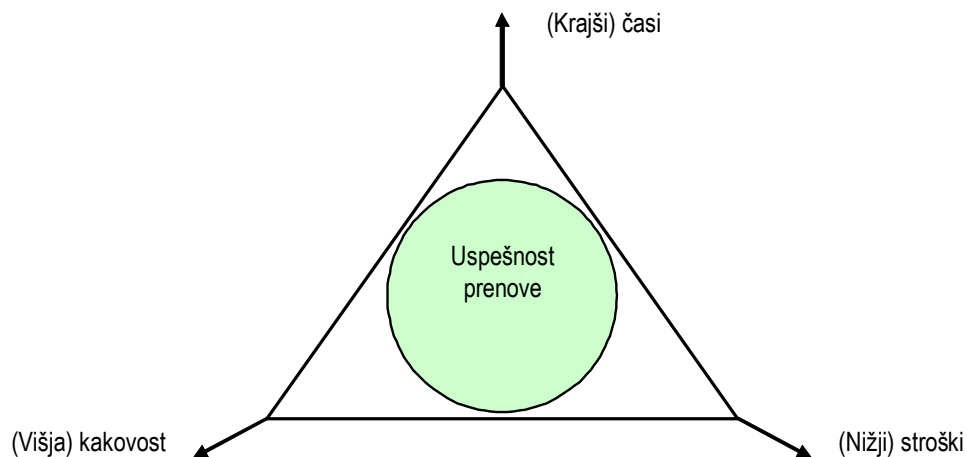 (Krajši) časi
Uspešnost
prenove
(Višja) kakovost
(Nižji) stroški